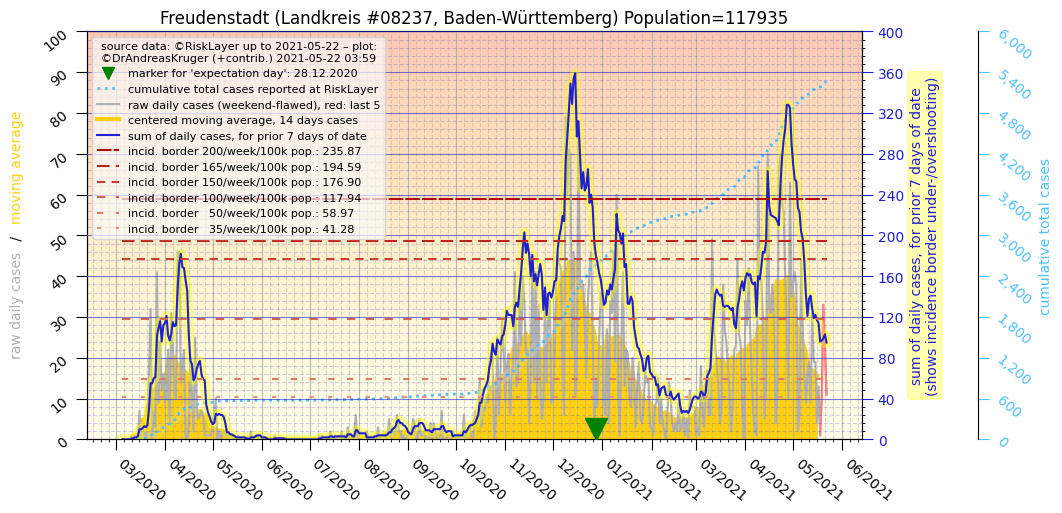 Freudenstadt (Landkreis #08237, Baden-Württemberg) Population=117935
source data: ©RiskLayer up to 2021-05-22 – plot:
©DrAndreasKruger (+contrib.) 2021-05-22 03:59
marker for 'expectation day': 28.12.2020
cumulative total cases reported at RiskLayer
raw daily cases (weekend-flawed), red: last 5
centered moving average, 14 days cases
sum of daily cases, for prior 7 days of date
incid. border 200/week/100k pop.: 235.87
incid. border 165/week/100k pop.: 194.59
incid. border 150/week/100k pop.: 176.90
incid. border 100/week/100k pop.: 117.94
incid. border 50/week/100k pop.: 58.97
incid. border 35/week/100k pop.: 41.28
raw daily cases / moving average
100
90
80
70
60
50
40
30
20
10
0
03/2020
04/2020
05/2020
06/2020
07/2020
08/2020
09/2020
10/2020
11/2020
12/2020
01/2021
02/2021
03/2021
04/2021
05/2021
06/2021
400
360
320
280
240
200
160
120
80
40
0
sum of daily cases, for prior 7 days of date
(shows incidence border under-/overshooting)
6,000
5,400
4,800
4,200
3,600
3,000
2,400
1,800
1,200
600
0
cumulative total cases